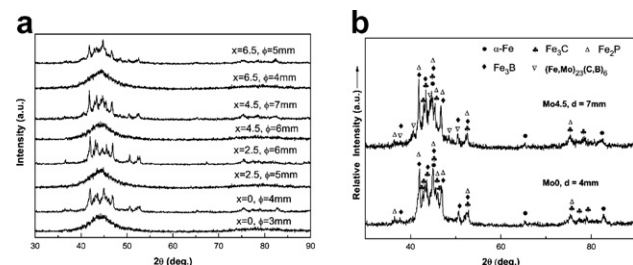 a
x=6.5, ϕ=5mm
x=6.5, ϕ=4mm
x=4.5, ϕ=7mm
x=4.5, ϕ=6mm
x=2.5, ϕ=6mm
x=2.5, ϕ=5mm
x=0, ϕ=4mm
x=0, ϕ=3mm
Intensity (a.u.)
30 40 50 60 70 80 90
2θ (deg.)
b
● α-Fe ♣ Fe₃C △ Fe₂P
♦ Fe₃B ▽ (Fe,Mo)₂₃(C,B)₆
Mo4.5, d = 7mm
Mo0, d = 4mm
Relative Intensity (a.u.)
40 60 80
2θ (deg.)